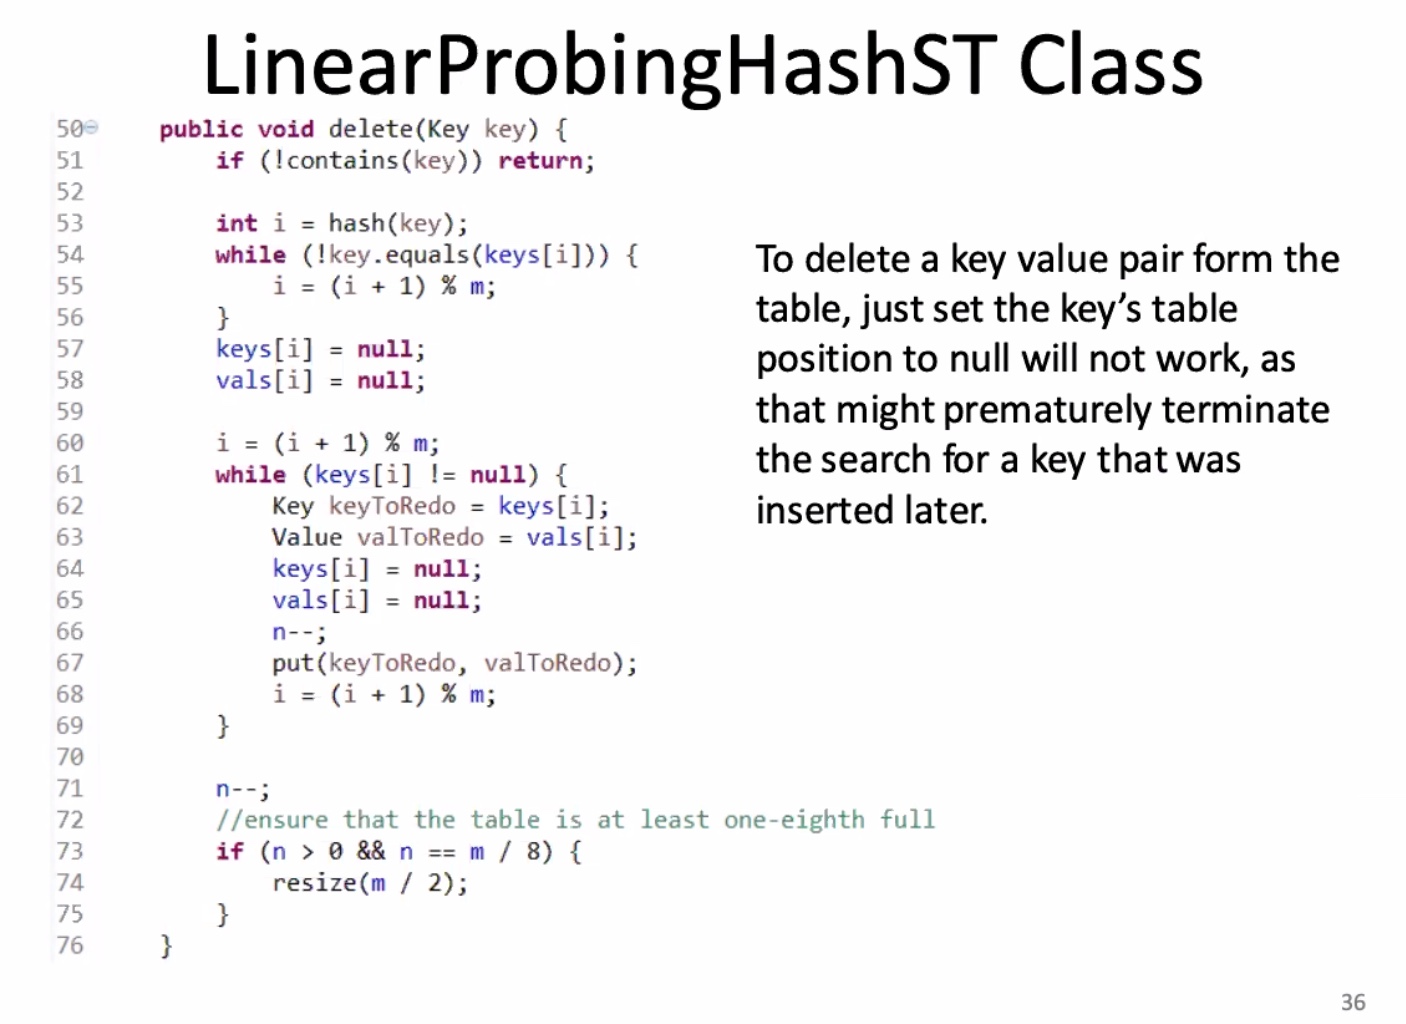 LinearProbingHashST Class
50    public void delete(Key key) {
51        if (!contains(key)) return;
52
53        int i = hash(key);
54        while (!key.equals(keys[i])) {
55            i = (i + 1) % m;
56        }
57        keys[i] = null;
58        vals[i] = null;
59
60        i = (i + 1) % m;
61        while (keys[i] != null) {
62            Key keyToRedo = keys[i];
63            Value valToRedo = vals[i];
64            keys[i] = null;
65            vals[i] = null;
66            n--;
67            put(keyToRedo, valToRedo);
68            i = (i + 1) % m;
69        }
70
71        n--;
72        //ensure that the table is at least one-eighth full
73        if (n > 0 && n == m / 8) {
74            resize(m / 2);
75        }
76    }
To delete a key value pair form the
table, just set the key’s table
position to null will not work, as
that might prematurely terminate
the search for a key that was
inserted later.
36